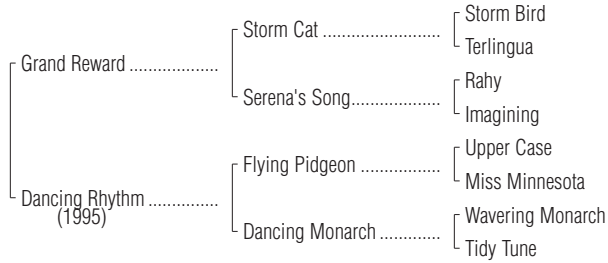 Storm Bird
Storm Cat ..........................
Terlingua
Grand Reward ...................
Rahy
Serena's Song...................
Imagining
Upper Case
Flying Pidgeon .................
Miss Minnesota
Dancing Rhythm ...............
(1995)
Wavering Monarch
Dancing Monarch .............
Tidy Tune